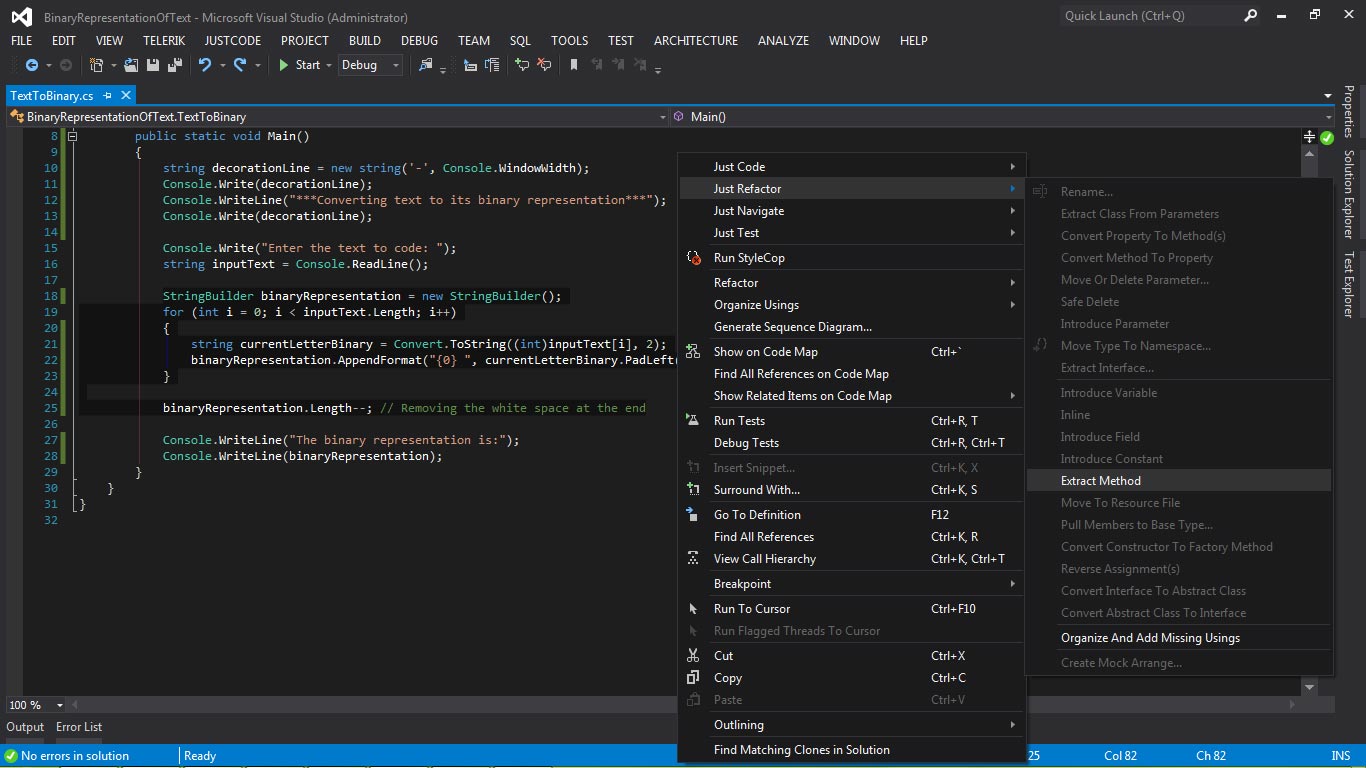 BinaryRepresentationOfText - Microsoft Visual Studio (Administrator)
Quick Launch (Ctrl+Q)
FILE EDIT VIEW TELERIK JUSTCODE PROJECT BUILD DEBUG TEAM SQL TOOLS TEST ARCHITECTURE ANALYZE WINDOW HELP
Start Debug
TextToBinary.cs
BinaryRepresentationOfText.TextToBinary Main()
8 public static void Main()
9 {
10 string decorationLine = new string('-', Console.WindowWidth);
11 Console.Write(decorationLine);
12 Console.WriteLine("***Converting text to its binary representation***");
13 Console.Write(decorationLine);
14
15 Console.Write("Enter the text to code: ");
16 string inputText = Console.ReadLine();
17
18 StringBuilder binaryRepresentation = new StringBuilder();
19 for (int i = 0; i < inputText.Length; i++)
20 {
21 string currentLetterBinary = Convert.ToString((int)inputText[i], 2);
22 binaryRepresentation.AppendFormat("{0} ", currentLetterBinary.PadLeft(
23 }
24
25 binaryRepresentation.Length--; // Removing the white space at the end
26
27 Console.WriteLine("The binary representation is:");
28 Console.WriteLine(binaryRepresentation);
29 }
30 }
31 }
32
Just Code
Just Refactor
Just Navigate
Just Test
Run StyleCop
Refactor
Organize Usings
Generate Sequence Diagram...
Show on Code Map Ctrl+`
Find All References on Code Map
Show Related Items on Code Map
Run Tests Ctrl+R, T
Debug Tests Ctrl+R, Ctrl+T
Insert Snippet... Ctrl+K, X
Surround With... Ctrl+K, S
Go To Definition F12
Find All References Ctrl+K, R
View Call Hierarchy Ctrl+K, Ctrl+T
Breakpoint
Run To Cursor Ctrl+F10
Run Flagged Threads To Cursor
Cut Ctrl+X
Copy Ctrl+C
Paste Ctrl+V
Outlining
Find Matching Clones in Solution
Rename...
Extract Class From Parameters
Convert Property To Method(s)
Convert Method To Property
Move Or Delete Parameter...
Safe Delete
Introduce Parameter
Move Type To Namespace...
Extract Interface...
Introduce Variable
Inline
Introduce Field
Introduce Constant
Extract Method
Move To Resource File
Pull Members to Base Type...
Convert Constructor To Factory Method
Reverse Assignment(s)
Convert Interface To Abstract Class
Convert Abstract Class To Interface
Organize And Add Missing Usings
Create Mock Arrange...
Properties
Solution Explorer
Test Explorer
100 %
Output Error List
No errors in solution Ready 25 Col 82 Ch 82 INS